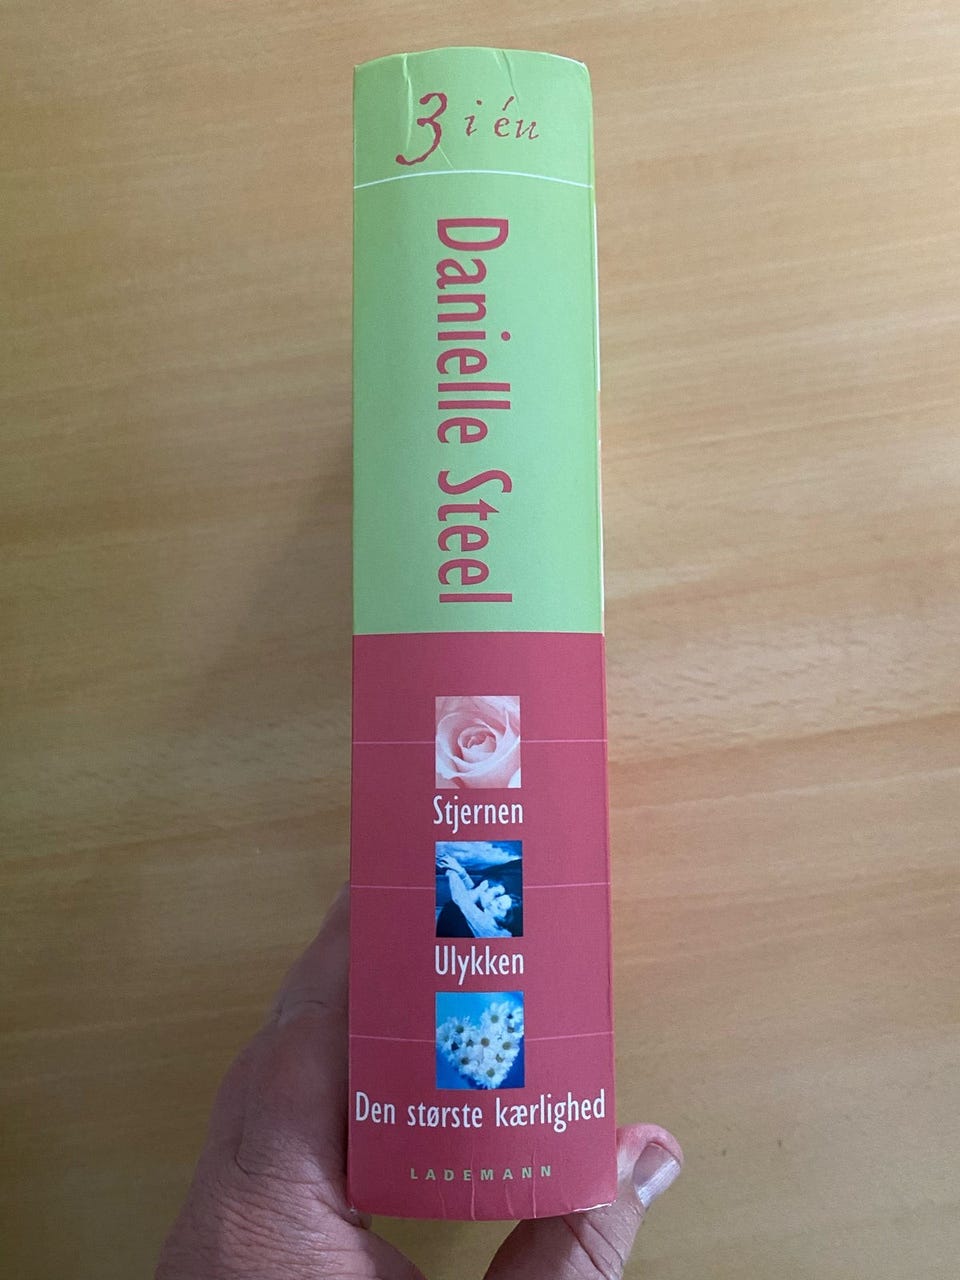 3 i én
Danielle Steel
Stjernen
Ulykken
Den største kærlighed
LADEMANN